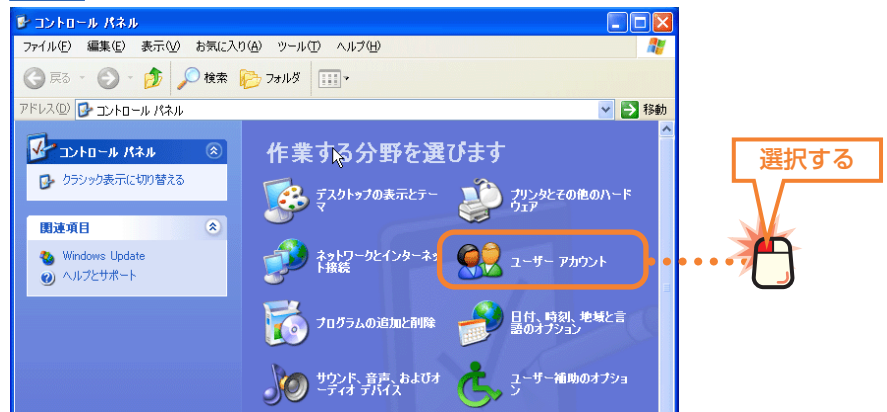 コントロール パネル
ファイル(F) 編集(E) 表示(V) お気に入り(A) ツール(T) ヘルプ(H)
戻る 検索 フォルダ
アドレス(D) コントロール パネル 移動
コントロール パネル
クラシック表示に切り替える
関連項目
Windows Update
ヘルプとサポート
作業する分野を選びます
デスクトップの表示とテー
マ
プリンタとその他のハード
ウェア
ネットワークとインターネッ
ト接続
ユーザー アカウント
プログラムの追加と削除
日付、時刻、地域と言
語のオプション
サウンド、音声、およびオ
ーディオ デバイス
ユーザー補助のオプショ
ン
選択する